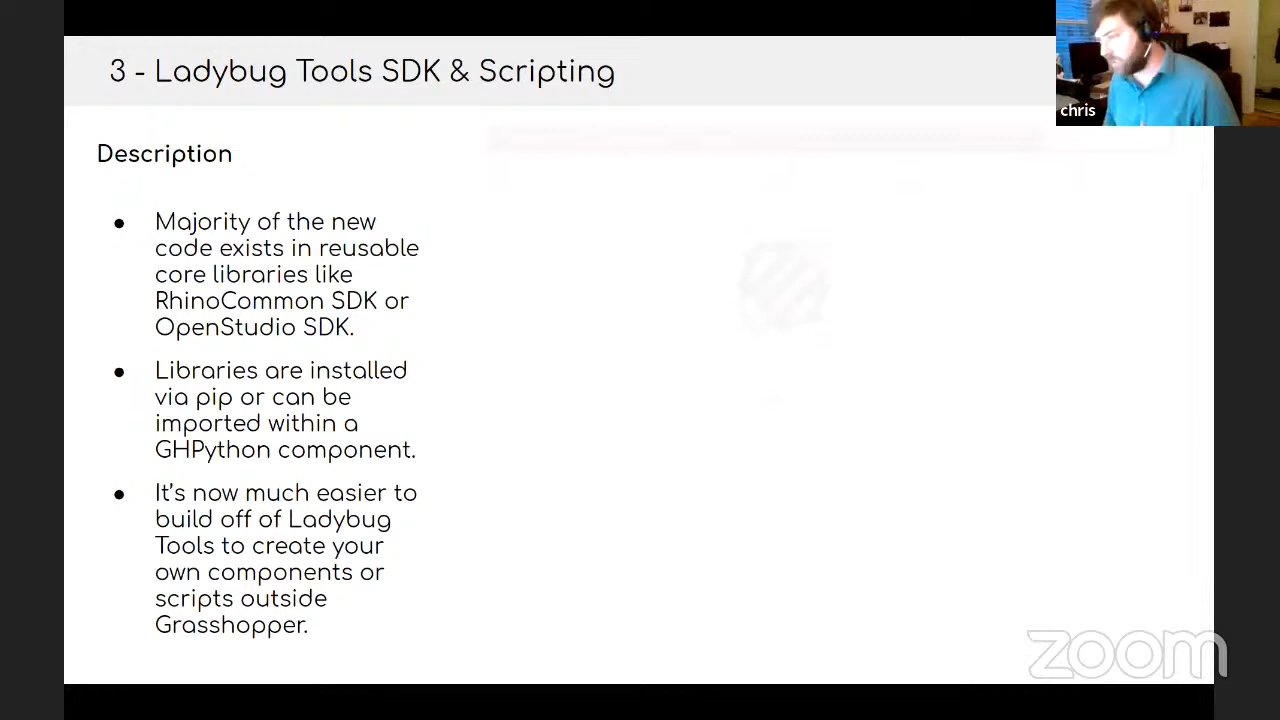 3 - Ladybug Tools SDK & Scripting
chris
Description
● Majority of the new
code exists in reusable
core libraries like
RhinoCommon SDK or
OpenStudio SDK.
● Libraries are installed
via pip or can be
imported within a
GHPython component.
● It’s now much easier to
build off of Ladybug
Tools to create your
own components or
scripts outside
Grasshopper.
zoom